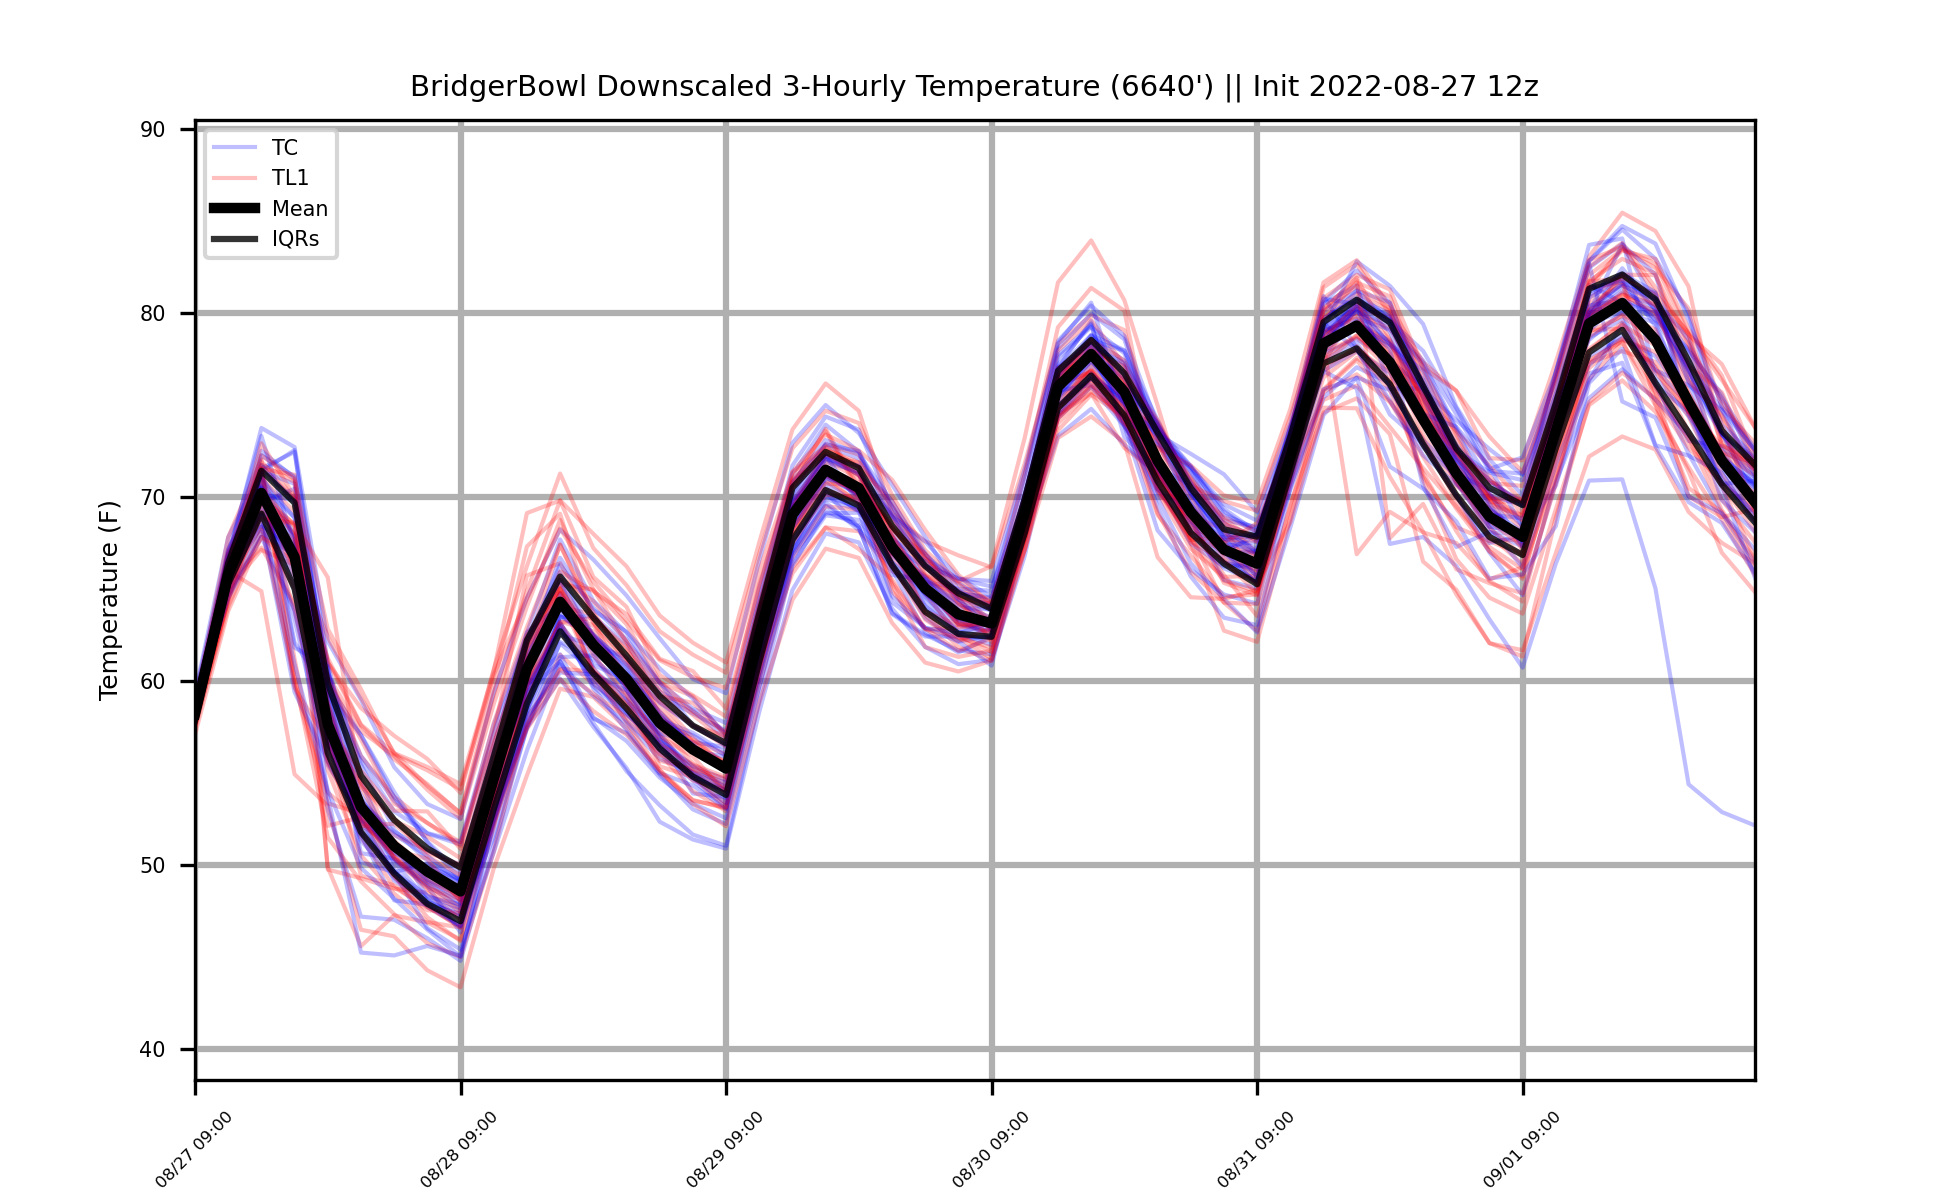 BridgerBowl Downscaled 3-Hourly Temperature (6640') || Init 2022-08-27 12z
Temperature (F)
90
80
70
60
50
40
TC
TL1
Mean
IQRs
08/27 09:00
08/28 09:00
08/29 09:00
08/30 09:00
08/31 09:00
09/01 09:00